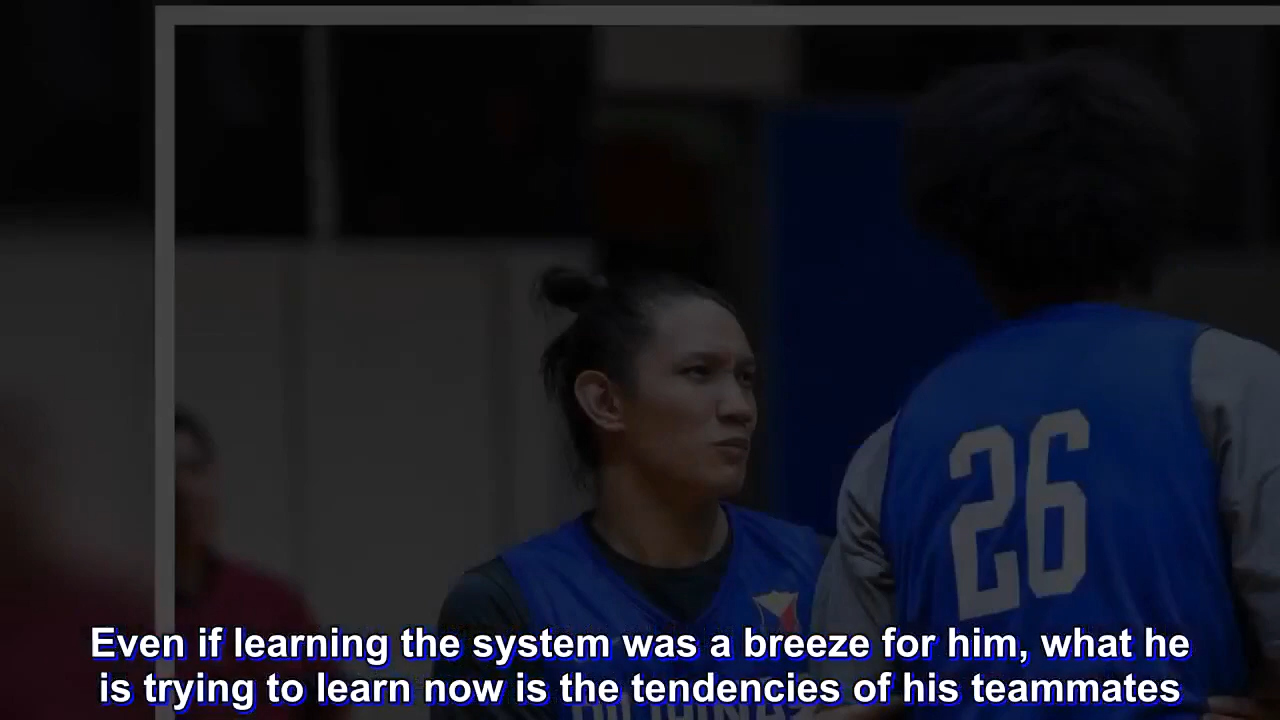 26
Even if learning the system was a breeze for him, what he
is trying to learn now is the tendencies of his teammates